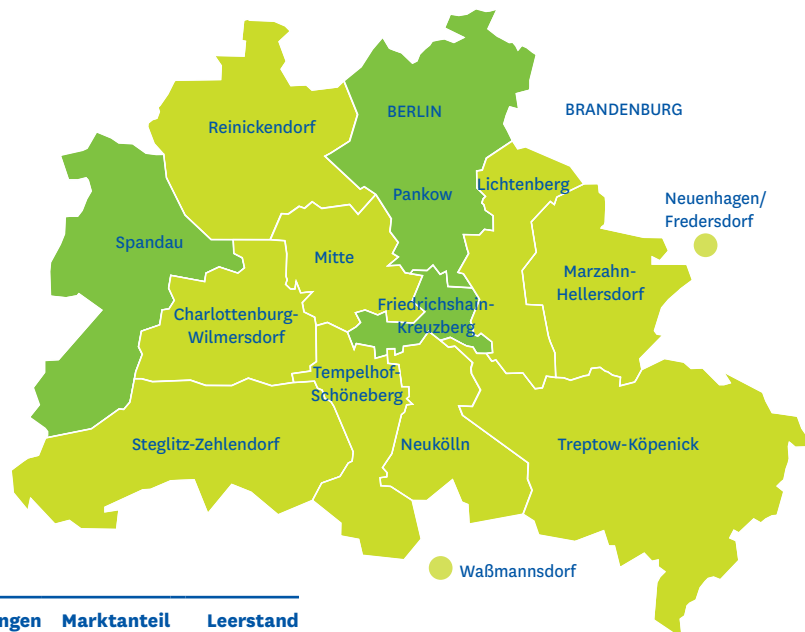 BERLIN
BRANDENBURG
Reinickendorf
Pankow
Lichtenberg
Neuenhagen/
Fredersdorf
Spandau
Mitte
Marzahn-
Hellersdorf
Charlottenburg-
Wilmersdorf
Friedrichshain-
Kreuzberg
Tempelhof-
Schöneberg
Steglitz-Zehlendorf
Neukölln
Treptow-Köpenick
Waßmannsdorf
ngen Marktanteil Leerstand